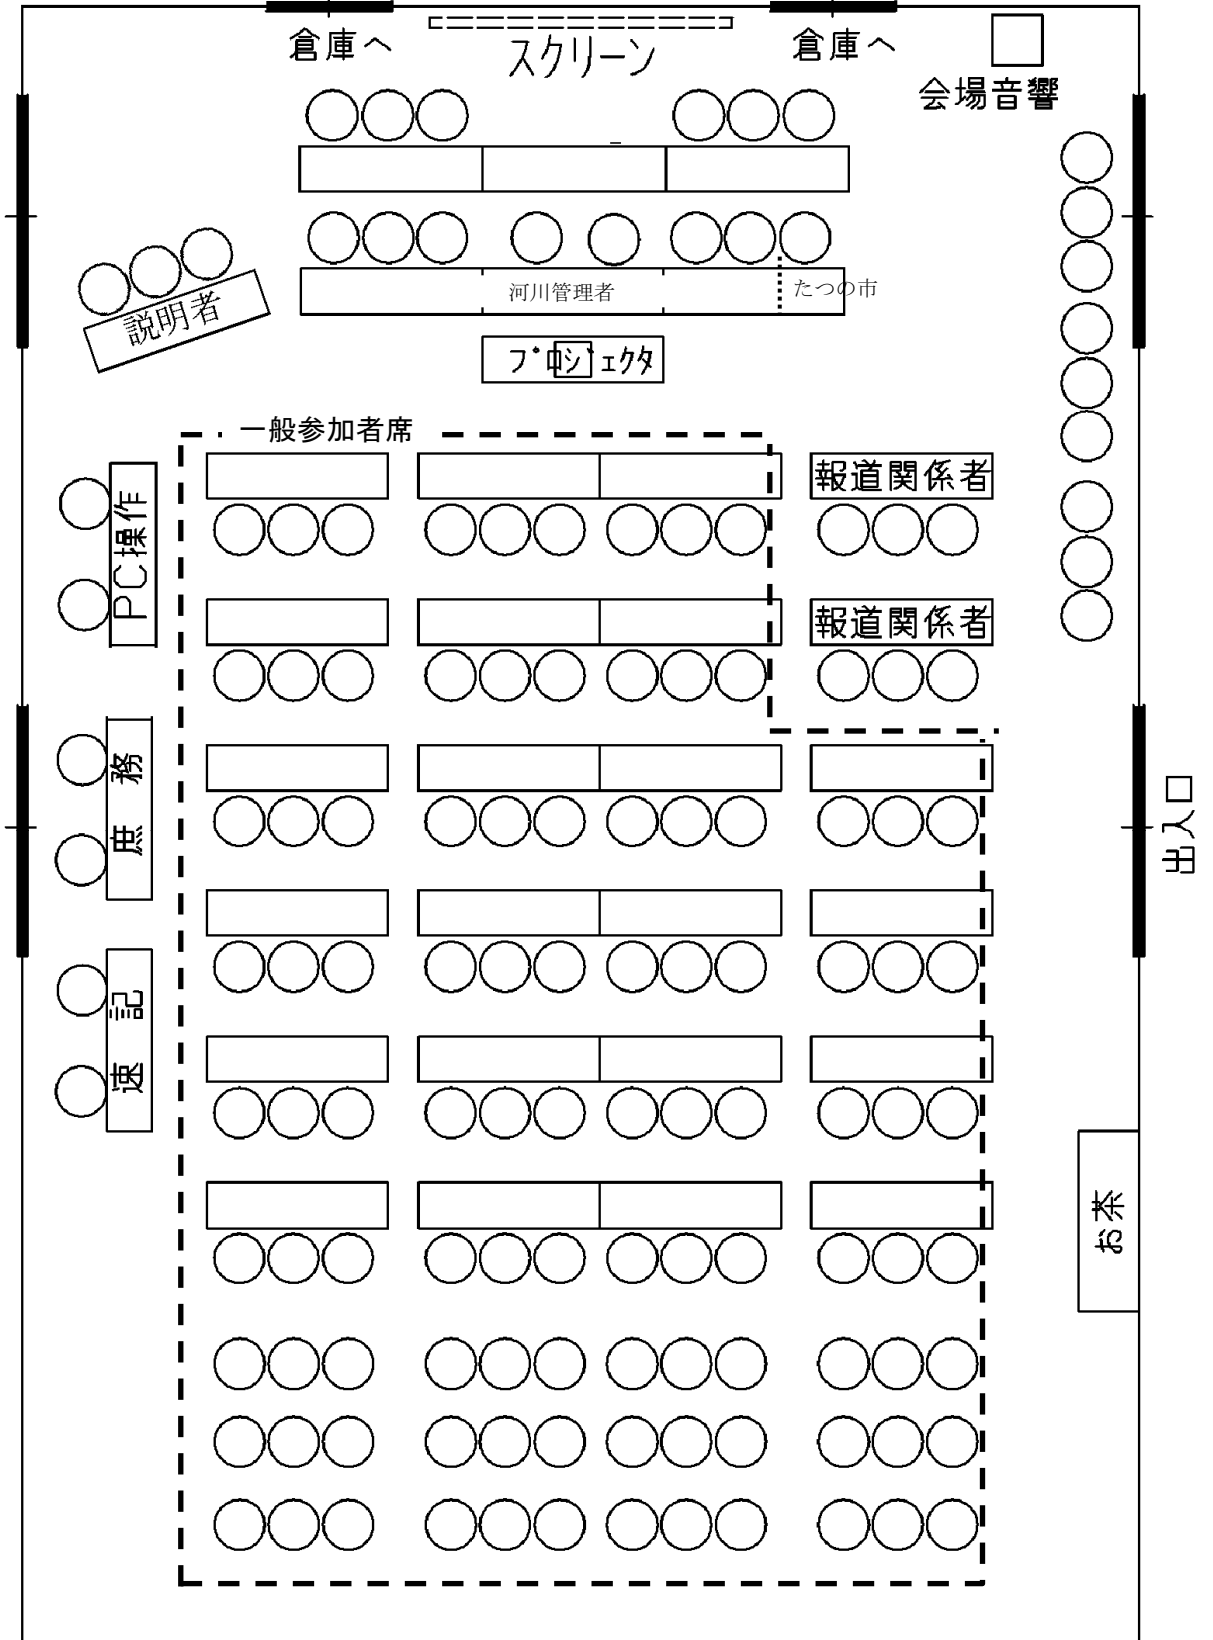 倉庫へ
スクリーン
倉庫へ
会場音響
説明者
河川管理者
たつの市
プロジェクタ
一般参加者席
PC操作
報道関係者
報道関係者
庶務
出入口
速記
お茶